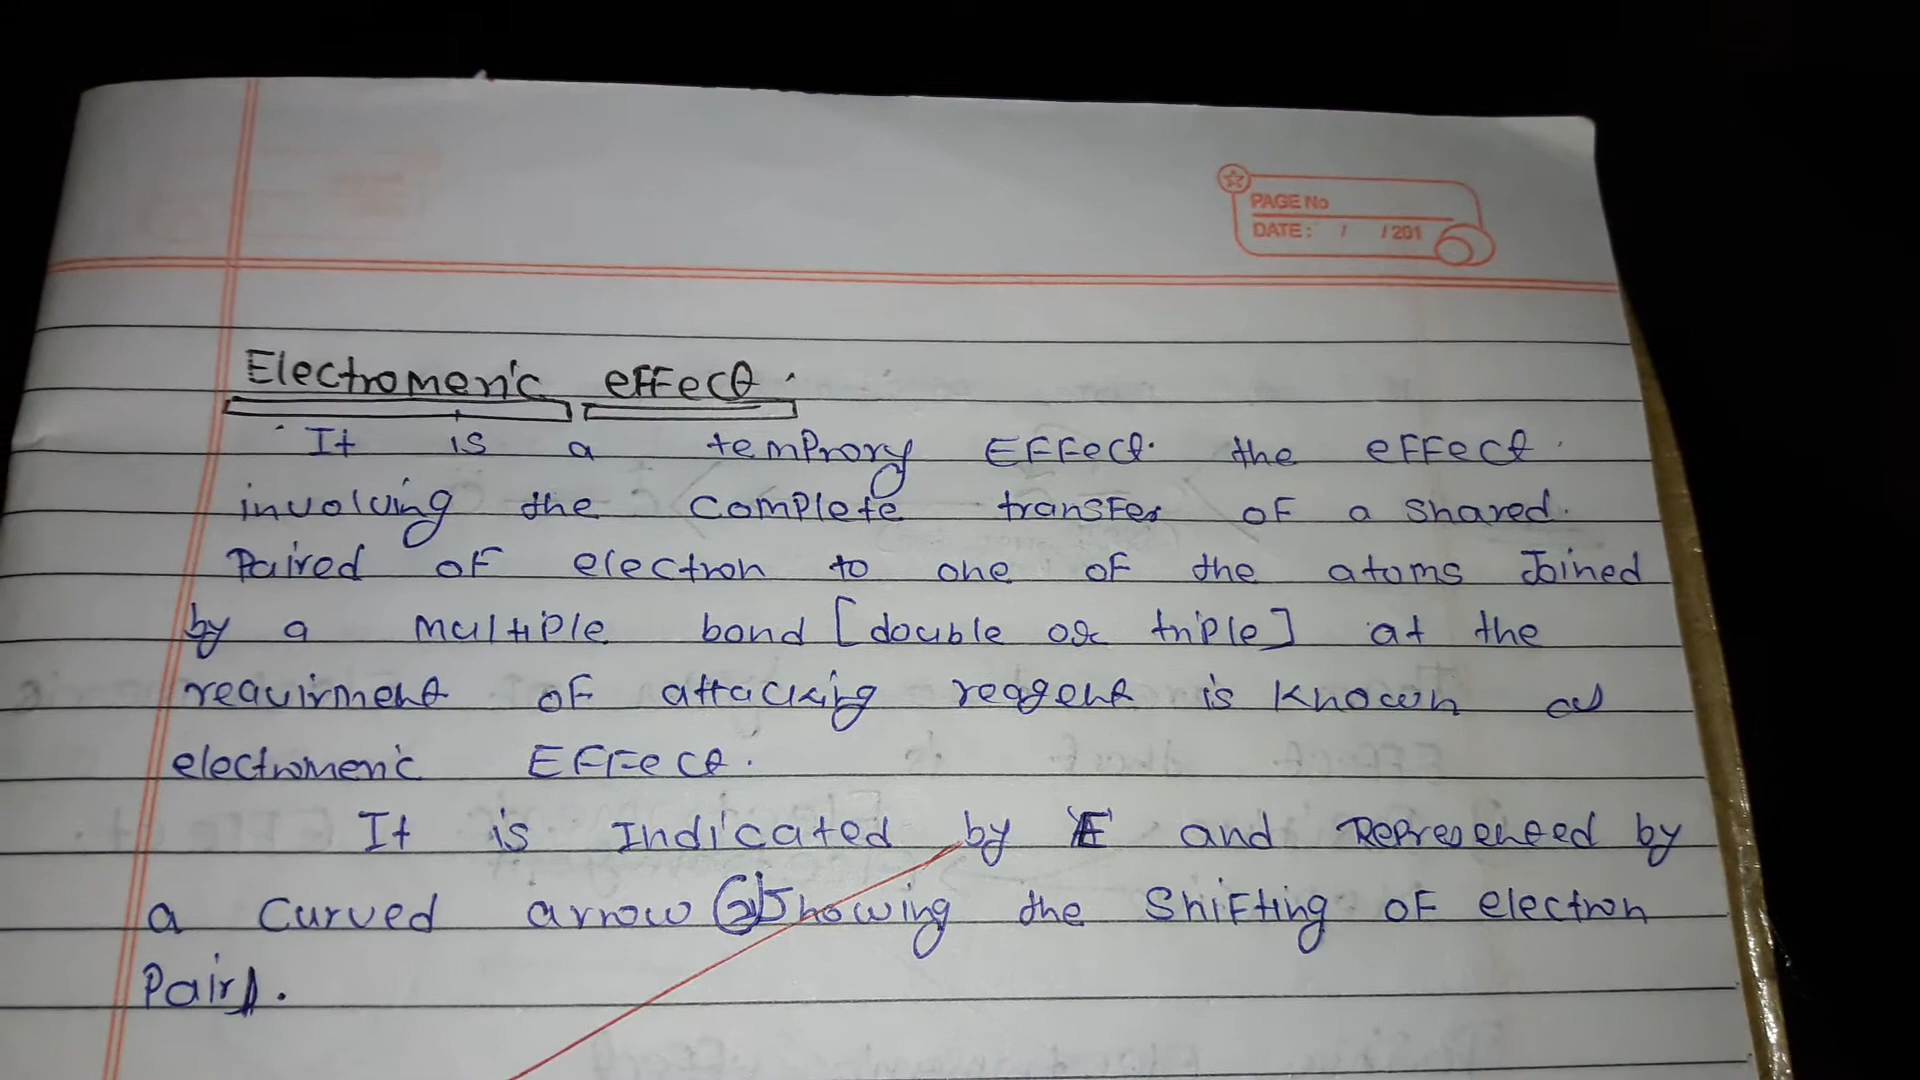 PAGE No
DATE: / / 201
Electromeric effect.
It is a temprory Effect. the effect
involving the complete transfer of a shared.
Paired of electron to one of the atoms Joined
by a multiple bond [double or triple] at the
requirment of attacking reagent is known as
electromeric Effect.
It is Indicated by 'E' and Represented by
a curved arrow showing the Shifting of electron
Pair.